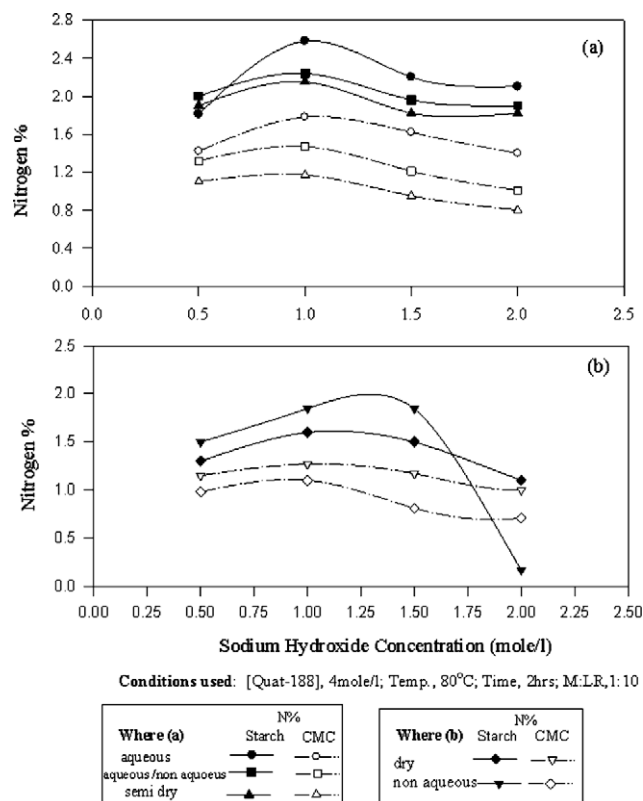 2.8
2.4
2.0
1.6
1.2
0.8
0.4
0.0
Nitrogen %
(a)
0.0 0.5 1.0 1.5 2.0 2.5
2.5
2.0
1.5
1.0
0.5
0.0
Nitrogen %
(b)
0.00 0.25 0.50 0.75 1.00 1.25 1.50 1.75 2.00 2.25 2.50
Sodium Hydroxide Concentration (mole/l)
Conditions used: [Quat-188], 4mole/l; Temp., 80°C; Time, 2hrs; M:LR,1:10
N%
Where (a) Starch CMC
aqueous
aqueous /non aquoeus
semi dry
N%
Where (b) Starch CMC
dry
non aqueous